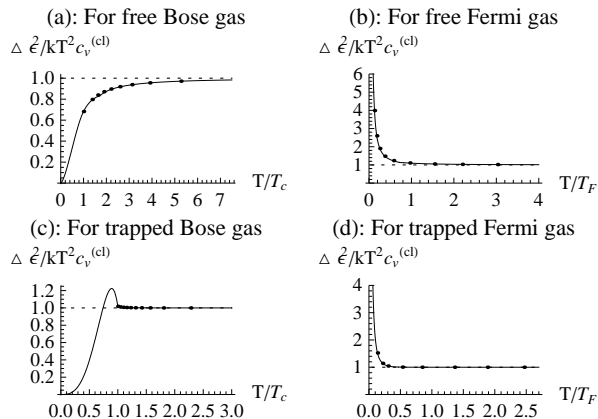 (a): For free Bose gas
△ ϵ̂²/kT²cᵥ⁽ᶜˡ⁾
1.0
0.8
0.6
0.4
0.2
0 1 2 3 4 5 6 7
T/T_c
(b): For free Fermi gas
△ ϵ̂²/kT²cᵥ⁽ᶜˡ⁾
6
5
4
3
2
1
0 1 2 3 4
T/T_F
(c): For trapped Bose gas
△ ϵ̂²/kT²cᵥ⁽ᶜˡ⁾
1.2
1.0
0.8
0.6
0.4
0.2
0.0 0.5 1.0 1.5 2.0 2.5 3.0
T/T_c
(d): For trapped Fermi gas
△ ϵ̂²/kT²cᵥ⁽ᶜˡ⁾
4
3
2
1
0.0 0.5 1.0 1.5 2.0 2.5
T/T_F